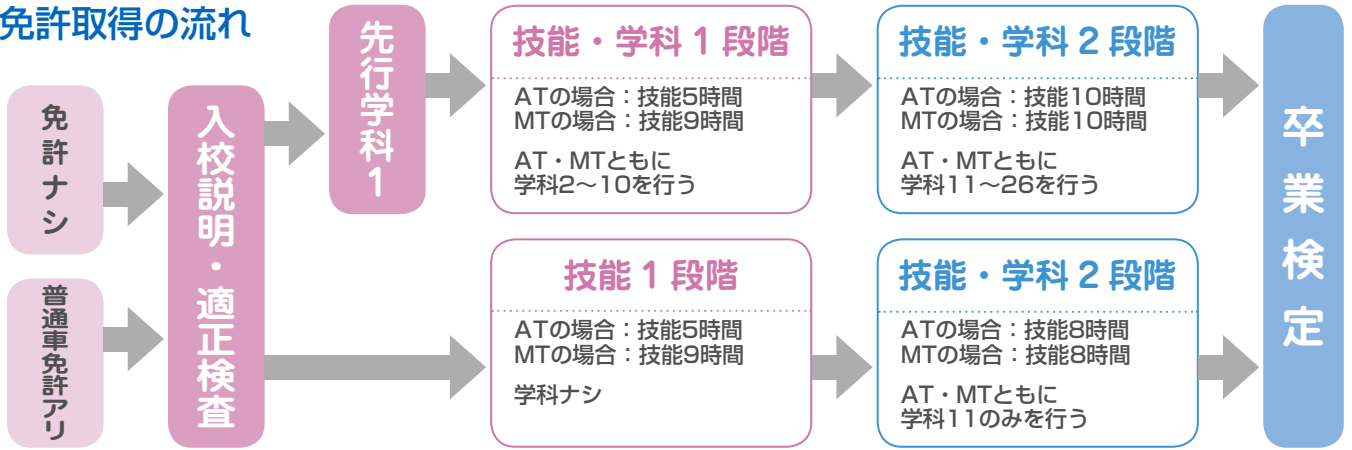 免許取得の流れ
免許ナシ
普通車免許アリ
入校説明・適正検査
先行学科1
技能・学科1段階
ATの場合：技能5時間
MTの場合：技能9時間
AT・MTともに
学科2〜10を行う
技能・学科2段階
ATの場合：技能10時間
MTの場合：技能10時間
AT・MTともに
学科11〜26を行う
技能1段階
ATの場合：技能5時間
MTの場合：技能9時間
学科ナシ
技能・学科2段階
ATの場合：技能8時間
MTの場合：技能8時間
AT・MTともに
学科11のみを行う
卒業検定